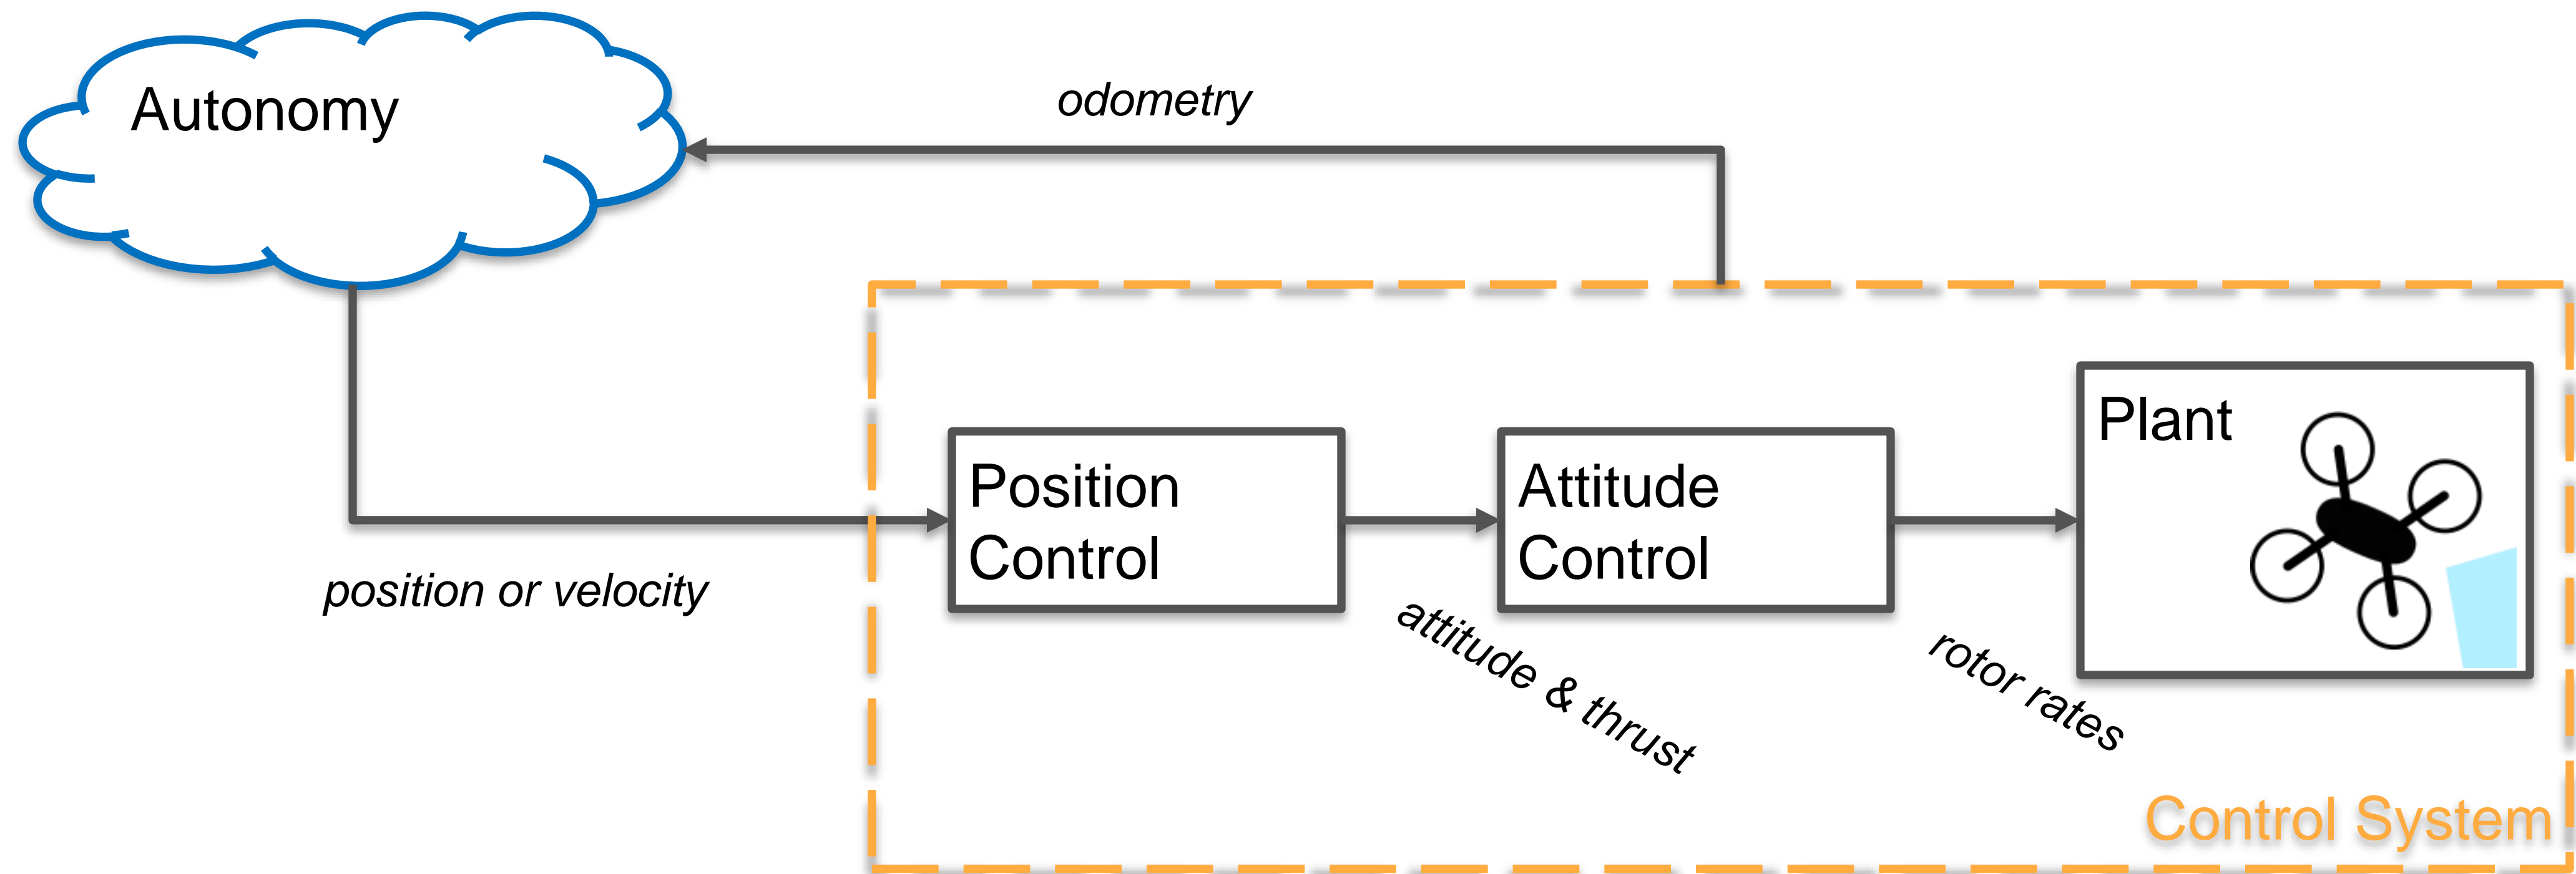 Autonomy
odometry
position or velocity
Position
Control
attitude & thrust
Attitude
Control
rotor rates
Plant
Control System